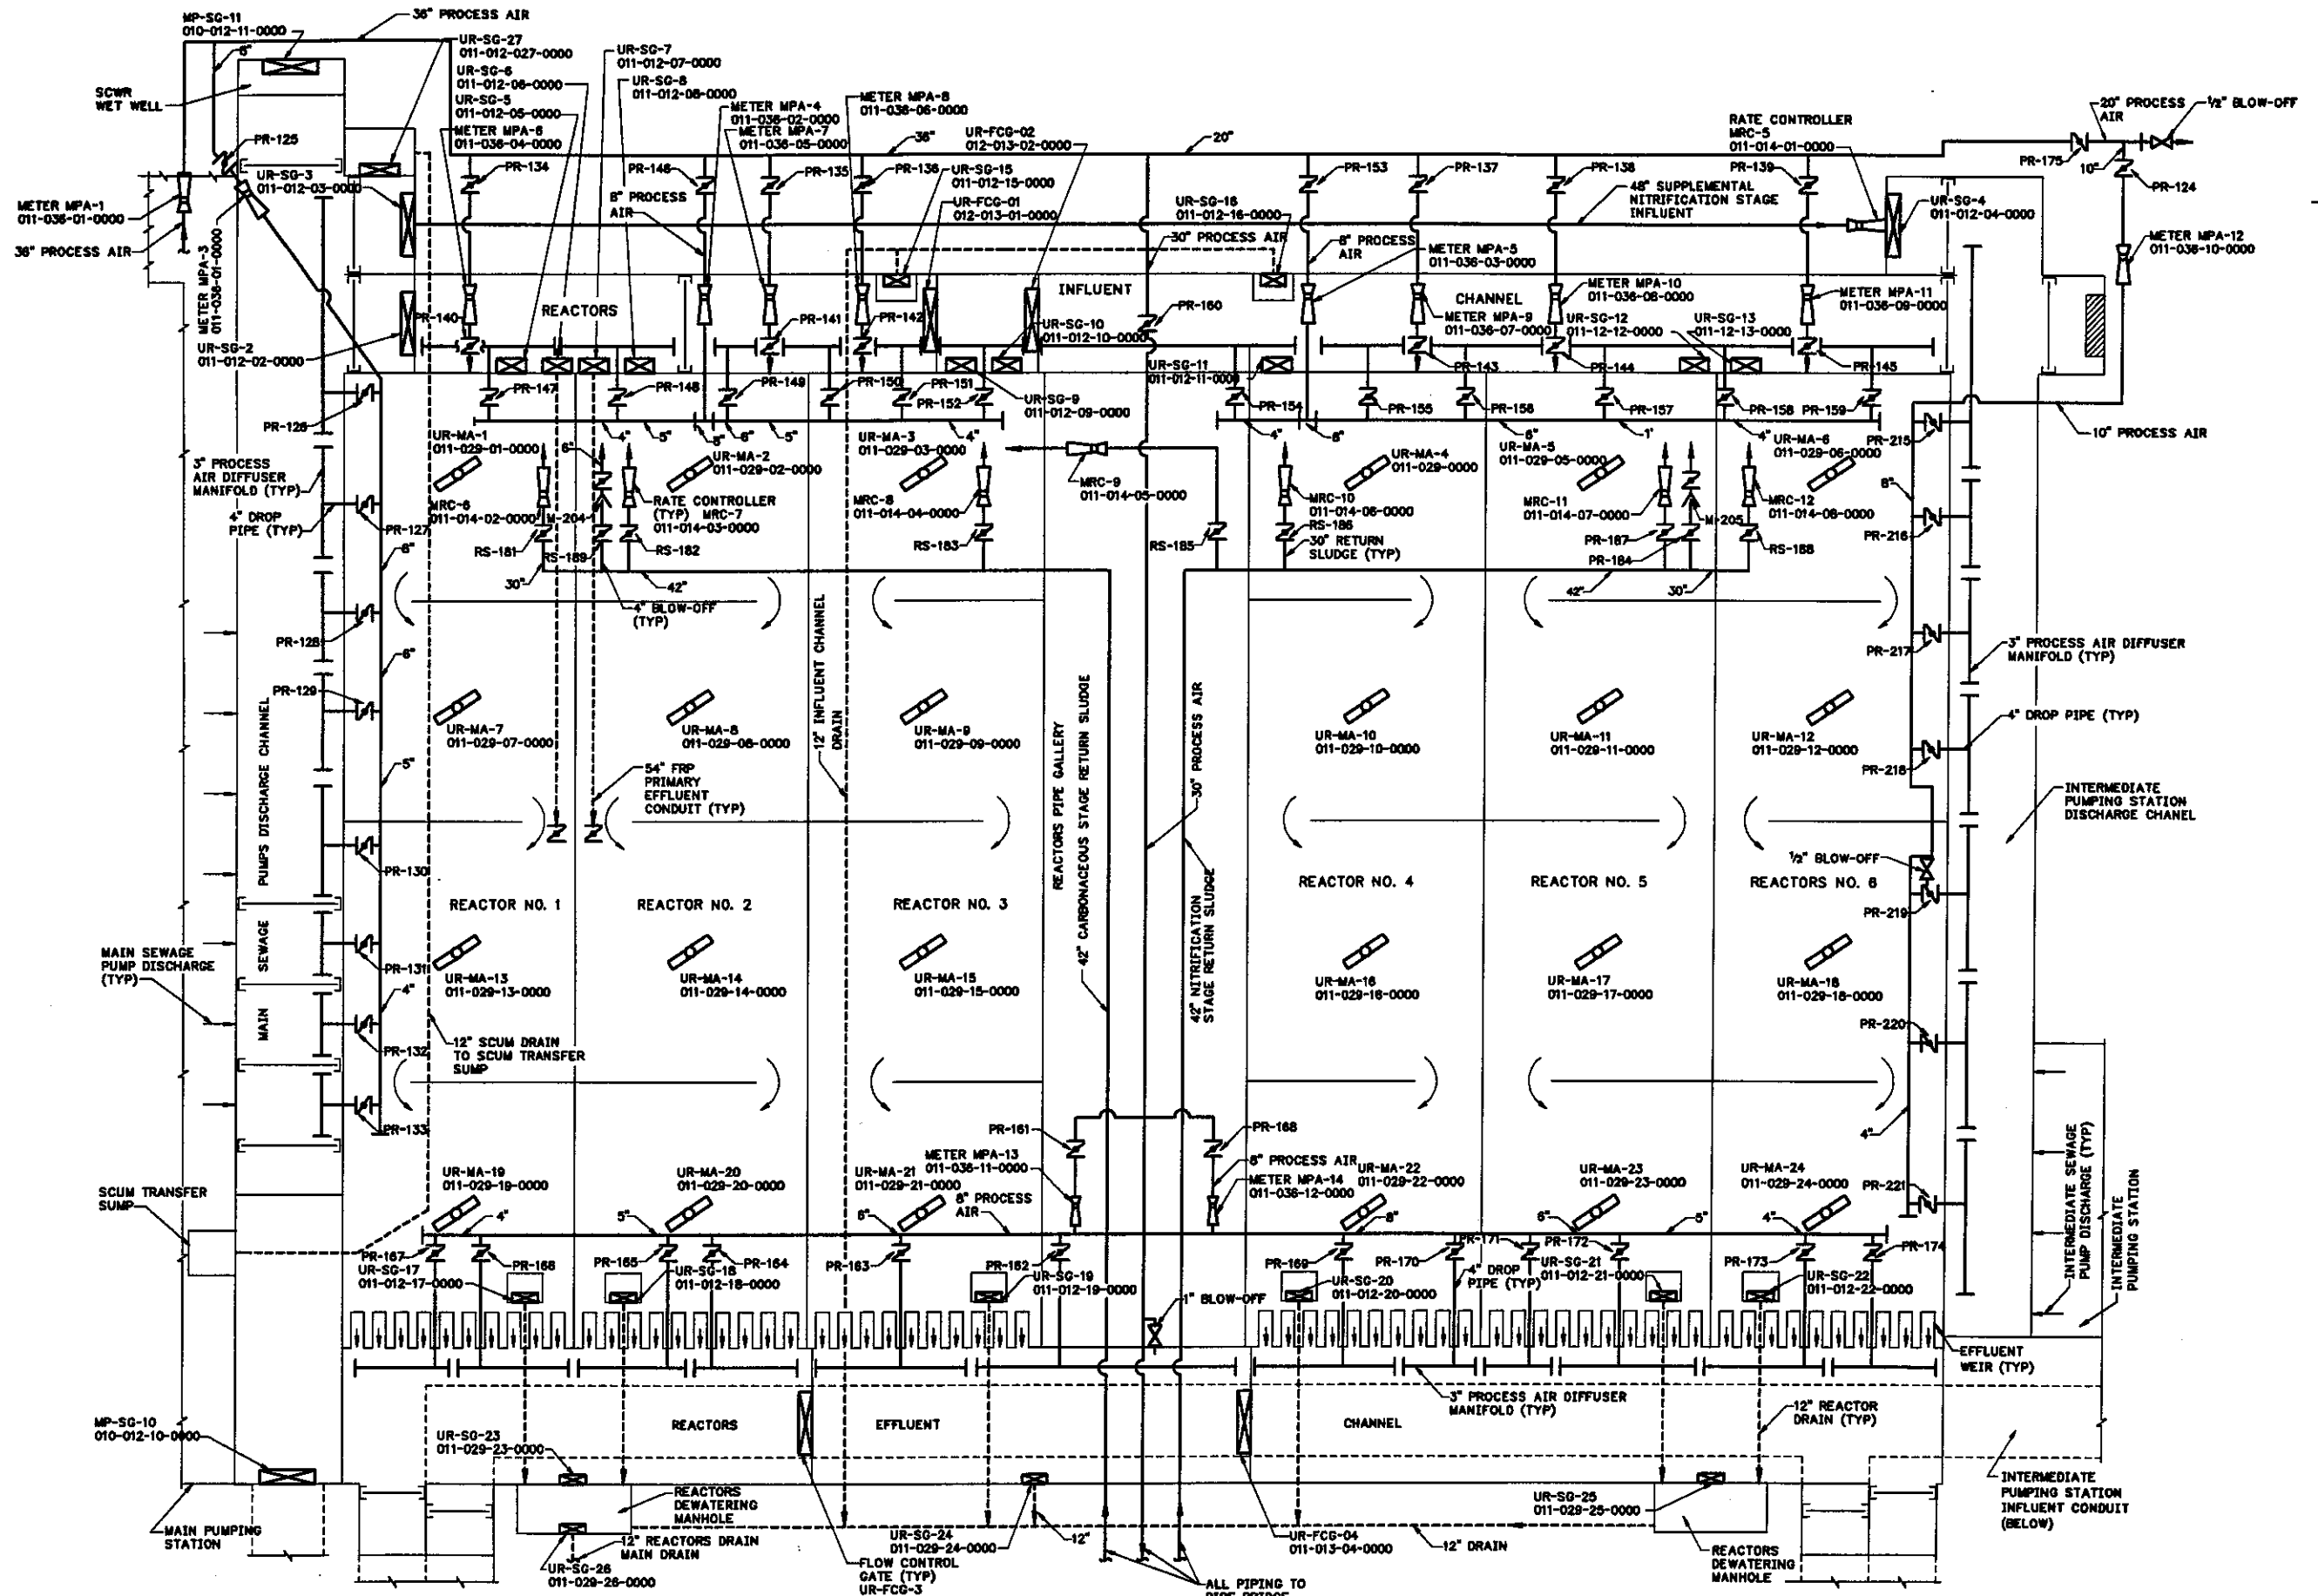 MP-SG-11
010-012-11-0000
36" PROCESS AIR
6"
UR-SG-27
011-012-027-0000
UR-SG-6
011-012-06-0000
UR-SG-5
011-012-05-0000
METER MPA-6
011-036-04-0000
UR-SG-7
011-012-07-0000
UR-SG-8
011-012-08-0000
METER MPA-4
011-036-02-0000
METER MPA-7
011-036-05-0000
METER MPA-8
011-036-06-0000
36"
UR-FCG-02
012-013-02-0000
20"
RATE CONTROLLER
MRC-5
011-014-01-0000
20" PROCESS
AIR
1/2" BLOW-OFF
SCWR
WET WELL
PR-125
UR-SG-3
011-012-03-0000
PR-134
PR-146
PR-135
PR-136
UR-SG-15
011-012-15-0000
UR-FCG-01
012-013-01-0000
UR-SG-16
011-012-16-0000
PR-153
PR-137
PR-138
PR-139
PR-175
10"
PR-124
8" PROCESS
AIR
48" SUPPLEMENTAL
NITRIFICATION STAGE
INFLUENT
UR-SG-4
011-012-04-0000
METER MPA-1
011-036-01-0000
36" PROCESS AIR
METER MPA-3
011-036-01-0000
30" PROCESS AIR
8" PROCESS
AIR
METER MPA-5
011-036-03-0000
METER MPA-12
011-036-10-0000
INFLUENT
CHANNEL
REACTORS
METER MPA-10
011-036-08-0000
METER MPA-9
011-036-07-0000
METER MPA-11
011-036-09-0000
PR-140
PR-141
PR-142
PR-160
UR-SG-12
011-12-12-0000
UR-SG-13
011-12-13-0000
UR-SG-2
011-012-02-0000
UR-SG-10
011-012-10-0000
UR-SG-11
011-012-11-0000
PR-143
PR-144
PR-145
PR-147
PR-148
PR-149
PR-150
PR-151
PR-152
UR-SG-9
011-012-09-0000
PR-154
PR-155
PR-156
PR-157
PR-158
PR-159
PR-126
4"
5"
8"
6"
5"
4"
4"
6"
6"
1'
4"
PR-215
10" PROCESS AIR
UR-MA-1
011-029-01-0000
6"
UR-MA-2
011-029-02-0000
UR-MA-3
011-029-03-0000
UR-MA-4
011-029-0000
UR-MA-5
011-029-05-0000
UR-MA-6
011-029-06-0000
3" PROCESS
AIR DIFFUSER
MANIFOLD (TYP)
8"
4" DROP
PIPE (TYP)
PR-127
6"
MRC-6
011-014-02-0000
M-204
RATE CONTROLLER
(TYP) MRC-7
011-014-03-0000
MRC-8
011-014-04-0000
MRC-9
011-014-05-0000
MRC-10
011-014-06-0000
MRC-11
011-014-07-0000
M-205
MRC-12
011-014-08-0000
PR-216
RS-181
RS-189
RS-182
RS-183
RS-185
RS-186
30" RETURN
SLUDGE (TYP)
PR-187
PR-184
RS-188
30"
4" BLOW-OFF
(TYP)
42"
42"
30"
PR-128
6"
PR-217
3" PROCESS AIR DIFFUSER
MANIFOLD (TYP)
PR-129
5"
UR-MA-7
011-029-07-0000
UR-MA-8
011-029-08-0000
UR-MA-9
011-029-09-0000
UR-MA-10
011-029-10-0000
UR-MA-11
011-029-11-0000
UR-MA-12
011-029-12-0000
4" DROP PIPE (TYP)
PR-218
12" INFLUENT CHANNEL
DRAIN
54" FRP
PRIMARY
EFFLUENT
CONDUIT (TYP)
REACTORS PIPE GALLERY
42" CARBONACEOUS STAGE RETURN SLUDGE
30" PROCESS AIR
42" NITRIFICATION
STAGE RETURN SLUDGE
INTERMEDIATE
PUMPING STATION
DISCHARGE CHANEL
MAIN SEWAGE PUMPS DISCHARGE CHANNEL
1/2" BLOW-OFF
PR-130
REACTOR NO. 1
REACTOR NO. 2
REACTOR NO. 3
REACTOR NO. 4
REACTOR NO. 5
REACTORS NO. 6
PR-219
MAIN SEWAGE
PUMP DISCHARGE
(TYP)
PR-131
4"
UR-MA-13
011-029-13-0000
UR-MA-14
011-029-14-0000
UR-MA-15
011-029-15-0000
UR-MA-16
011-029-16-0000
UR-MA-17
011-029-17-0000
UR-MA-18
011-029-18-0000
PR-220
PR-132
12" SCUM DRAIN
TO SCUM TRANSFER
SUMP
PR-133
PR-161
PR-168
4"
INTERMEDIATE SEWAGE
PUMP DISCHARGE (TYP)
INTERMEDIATE
PUMPING STATION
SCUM TRANSFER
SUMP
UR-MA-19
011-029-19-0000
UR-MA-20
011-029-20-0000
UR-MA-21
011-029-21-0000
METER MPA-13
011-036-11-0000
8" PROCESS AIR
METER MPA-14
011-036-12-0000
UR-MA-22
011-029-22-0000
UR-MA-23
011-029-23-0000
UR-MA-24
011-029-24-0000
PR-221
4"
5"
6"
8" PROCESS
AIR
8"
6"
5"
4"
PR-167
PR-166
PR-165
PR-164
PR-163
PR-162
PR-169
PR-170
PR-171
PR-172
PR-173
PR-174
UR-SG-17
011-012-17-0000
UR-SG-18
011-012-18-0000
UR-SG-19
011-012-19-0000
UR-SG-20
011-012-20-0000
4" DROP
PIPE (TYP)
UR-SG-21
011-012-21-0000
UR-SG-22
011-012-22-0000
1" BLOW-OFF
EFFLUENT
WEIR (TYP)
3" PROCESS AIR DIFFUSER
MANIFOLD (TYP)
12" REACTOR
DRAIN (TYP)
MP-SG-10
010-012-10-0000
REACTORS
EFFLUENT
CHANNEL
UR-SG-23
011-029-23-0000
REACTORS
DEWATERING
MANHOLE
UR-SG-24
011-029-24-0000
12"
UR-FCG-04
011-013-04-0000
12" DRAIN
UR-SG-25
011-029-25-0000
INTERMEDIATE
PUMPING STATION
INFLUENT CONDUIT
(BELOW)
MAIN PUMPING
STATION
12" REACTORS DRAIN
MAIN DRAIN
UR-SG-26
011-029-26-0000
FLOW CONTROL
GATE (TYP)
UR-FCG-3
ALL PIPING TO
REACTORS
DEWATERING
MANHOLE